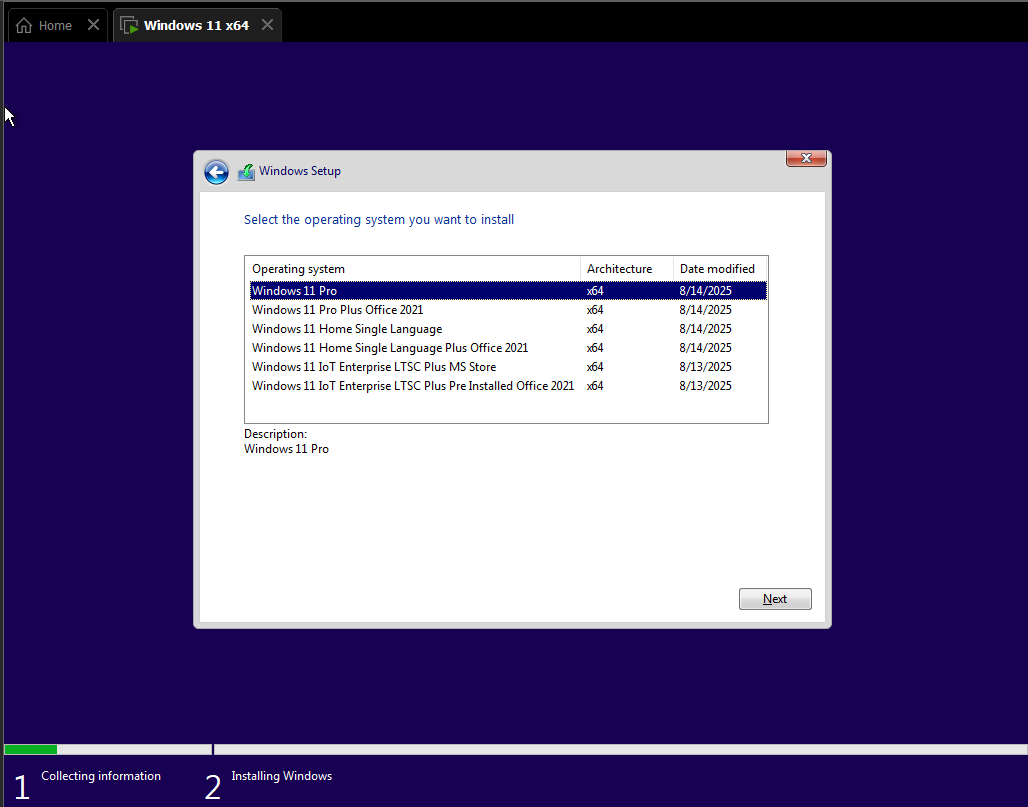 Home
Windows 11 x64
Windows Setup
Select the operating system you want to install
Operating system Architecture Date modified
Windows 11 Pro x64 8/14/2025
Windows 11 Pro Plus Office 2021 x64 8/14/2025
Windows 11 Home Single Language x64 8/14/2025
Windows 11 Home Single Language Plus Office 2021 x64 8/14/2025
Windows 11 IoT Enterprise LTSC Plus MS Store x64 8/13/2025
Windows 11 IoT Enterprise LTSC Plus Pre Installed Office 2021 x64 8/13/2025
Description:
Windows 11 Pro
Next
1 Collecting information 2 Installing Windows